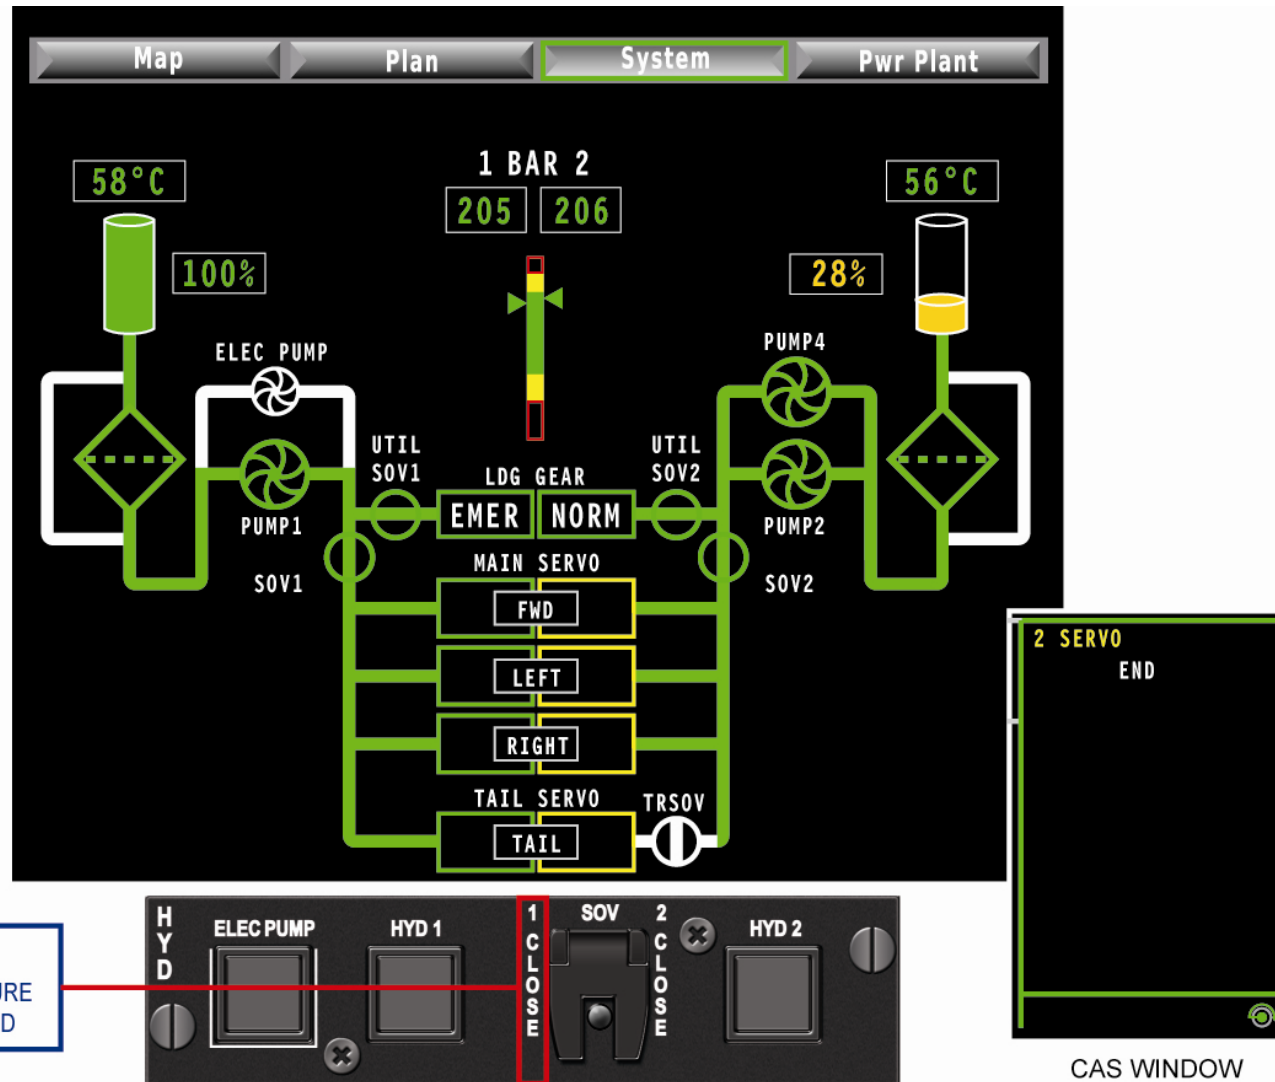 Map Plan System Pwr Plant
1 BAR 2
58°C 205 206 56°C
100% 28%
ELEC PUMP PUMP4
UTIL UTIL
SOV1 SOV2
LDG GEAR
EMER NORM
PUMP1 PUMP2
MAIN SERVO
SOV1 SOV2
FWD
LEFT
RIGHT
TAIL SERVO TRSOV
TAIL
2 SERVO
END
HYD ELEC PUMP HYD 1 1 CLOSE SOV 2 CLOSE HYD 2
CAS WINDOW